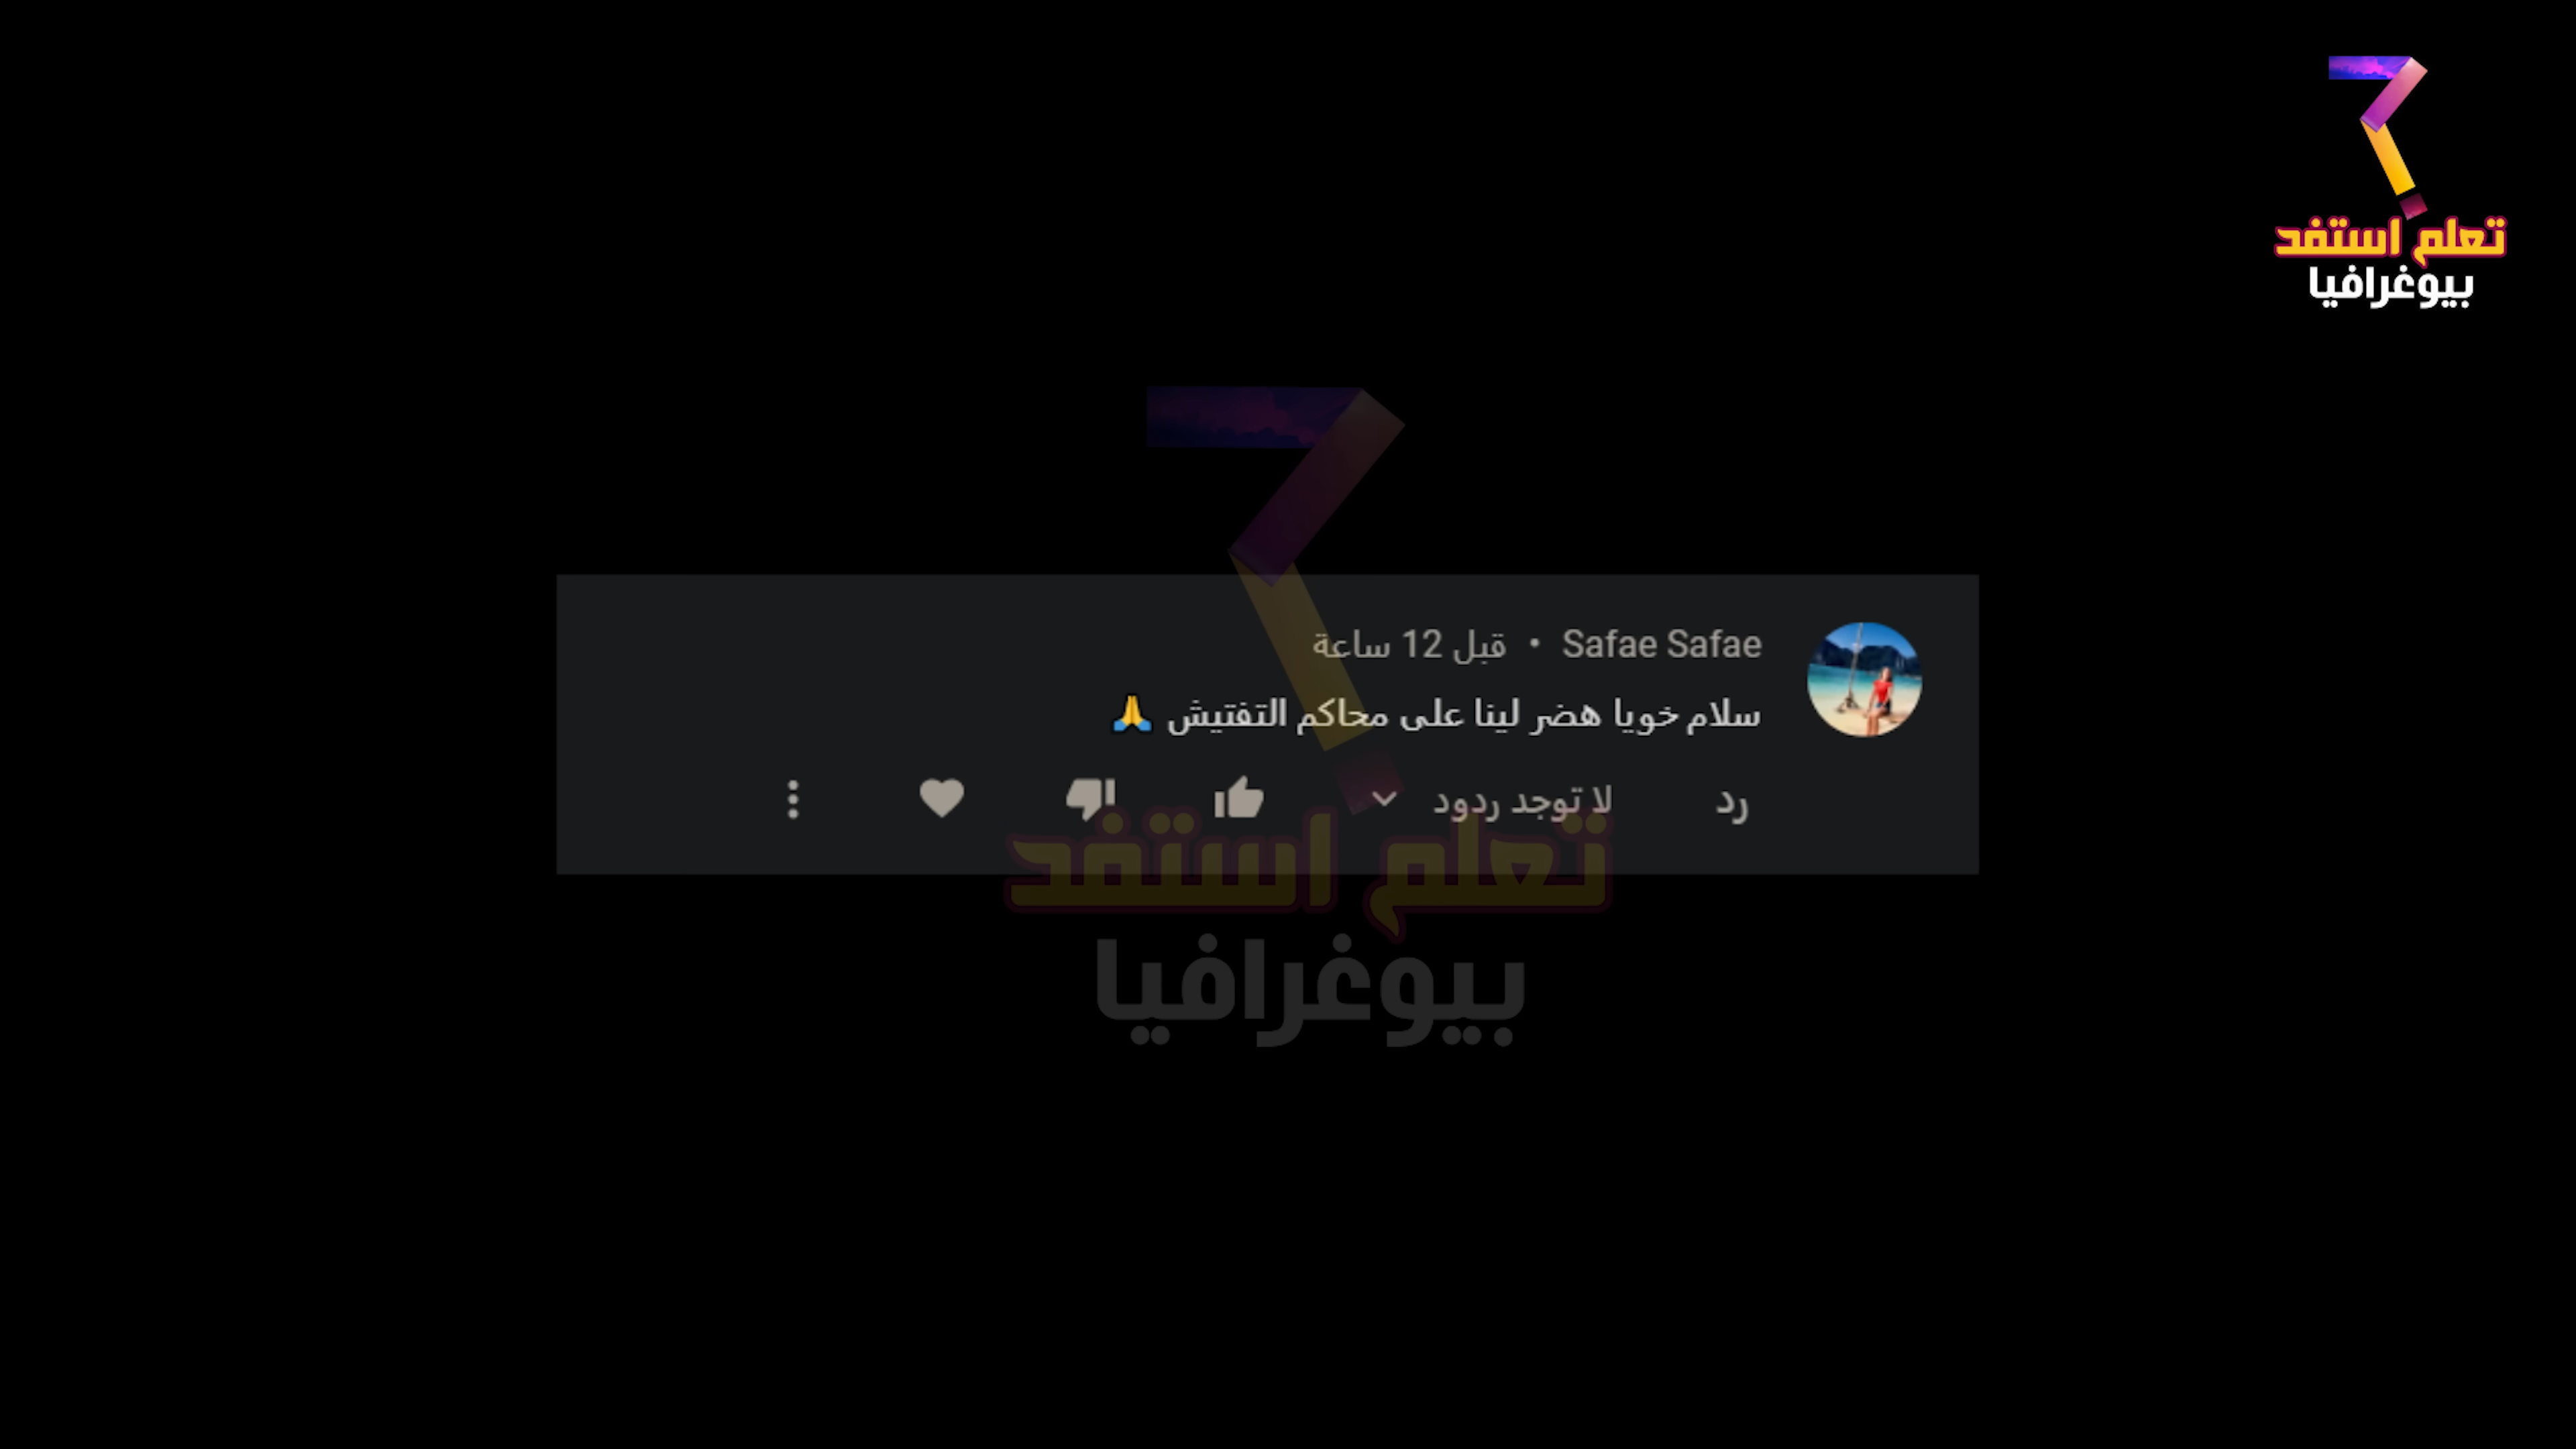 تعلم استفد
بيوغرافيا
Safae Safae • قبل 12 ساعة
سلام خويا هضر لينا على محاكم التفتيش 🙏
رد
لا توجد ردود
تعلم استفد
بيوغرافيا